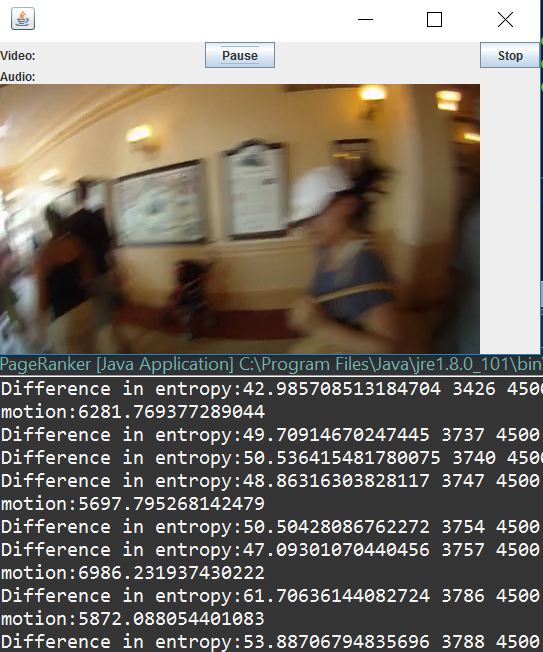 Video:
Pause
Stop
Audio:
PageRanker [Java Application] C:\Program Files\Java\jre1.8.0_101\bin
Difference in entropy:42.985708513184704 3426 4500
motion:6281.769377289044
Difference in entropy:49.70914670247445 3737 4500
Difference in entropy:50.536415481780075 3740 4500
Difference in entropy:48.86316303828117 3747 4500
motion:5697.795268142479
Difference in entropy:50.50428086762272 3754 4500
Difference in entropy:47.09301070440456 3757 4500
motion:6986.231937430222
Difference in entropy:61.70636144082724 3786 4500
motion:5872.088054401083
Difference in entropy:53.88706794835696 3788 4500